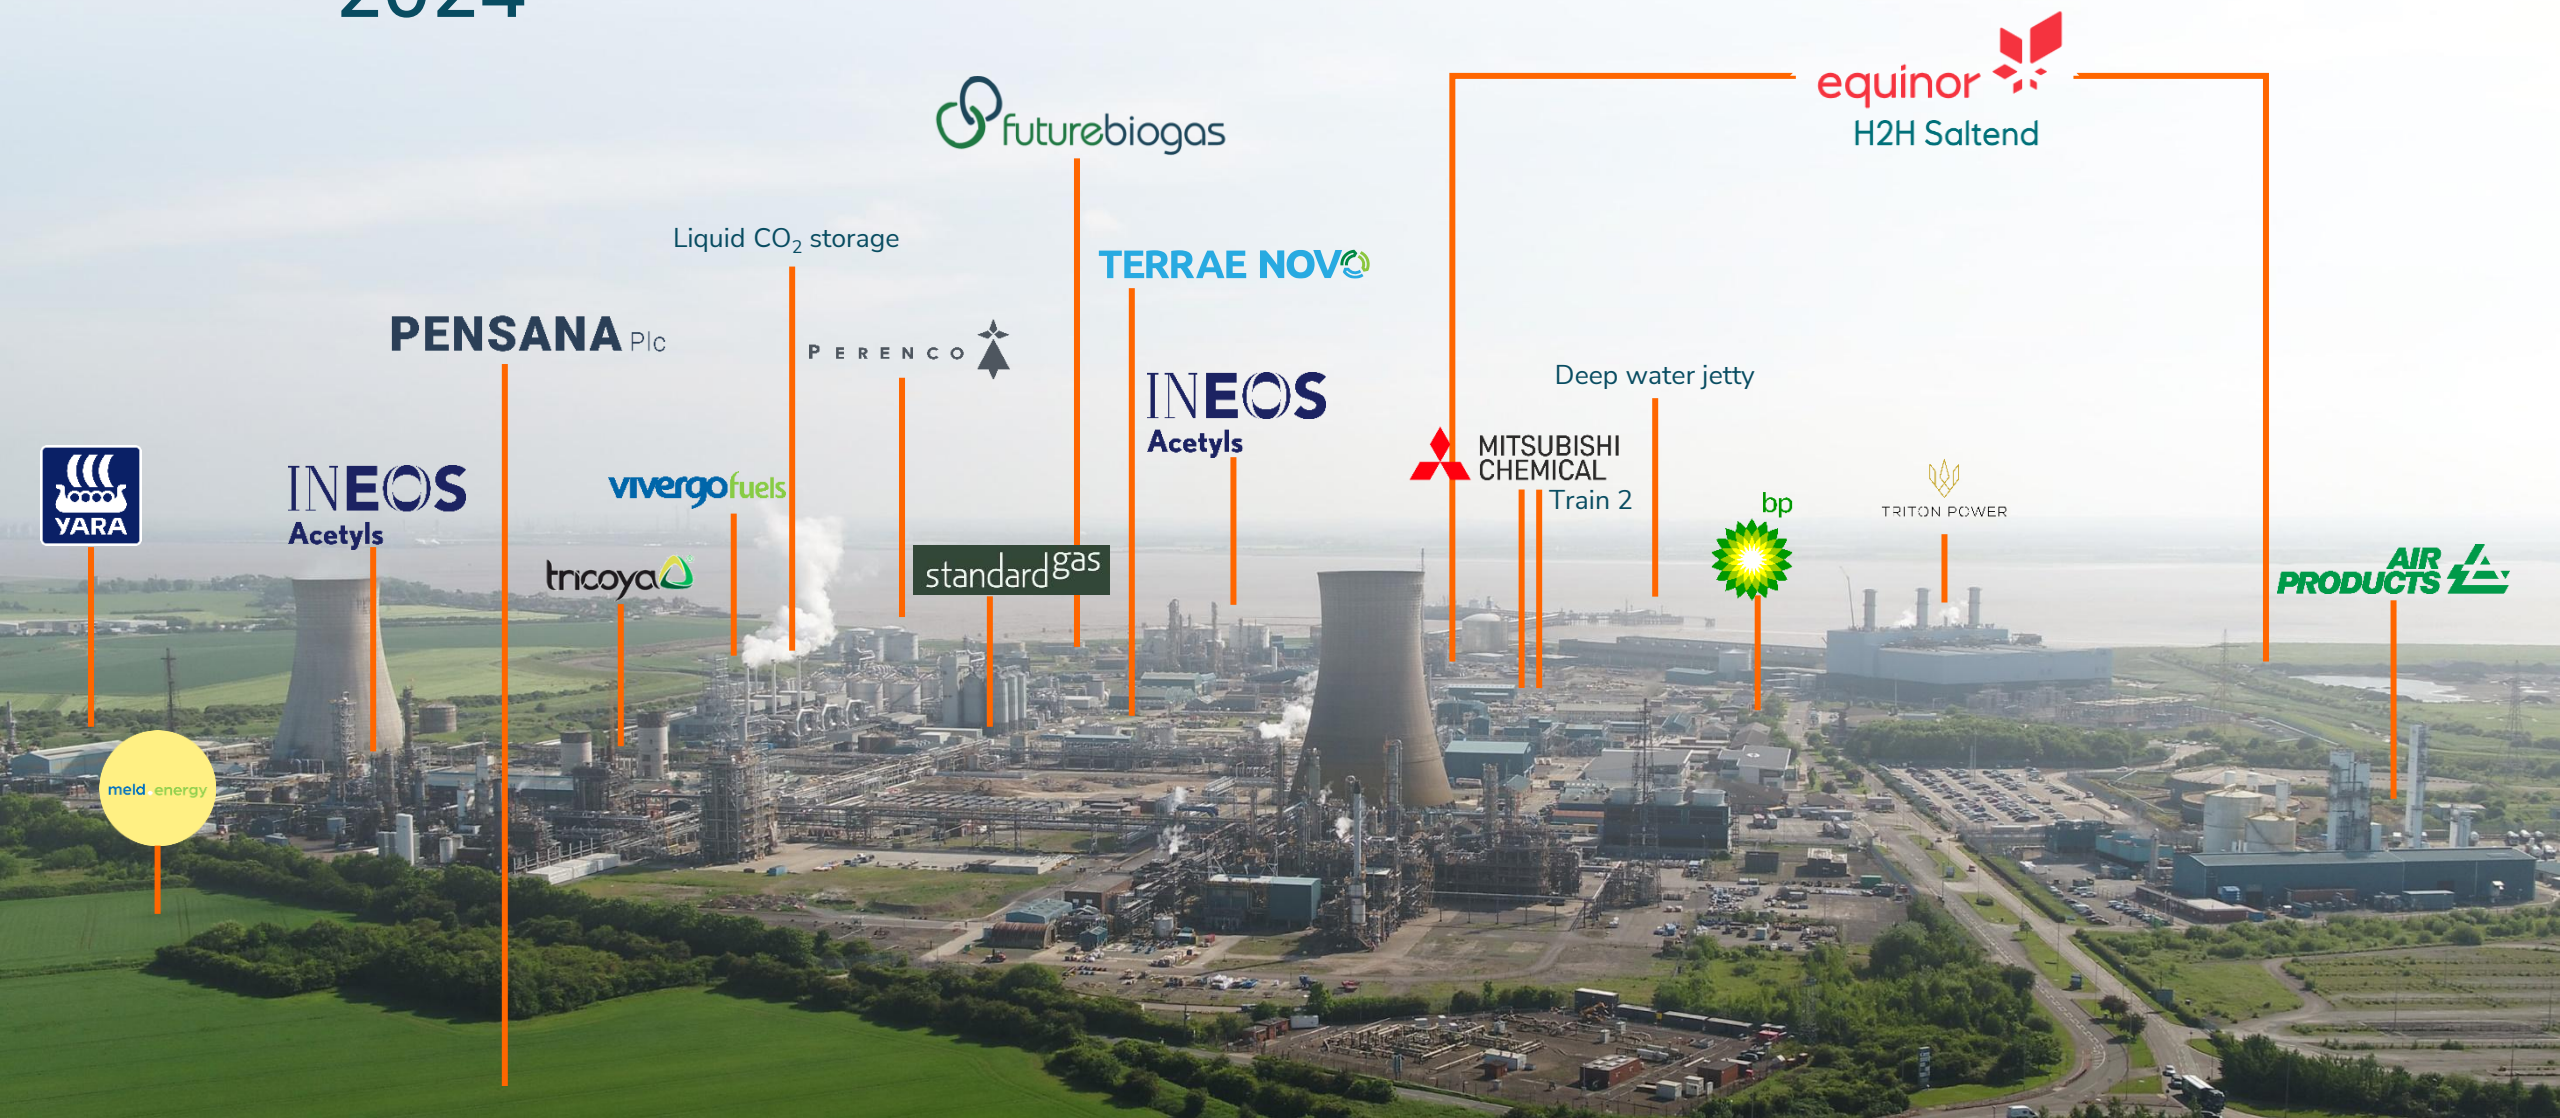 2024
equinor
H2H Saltend
futurebiogas
Liquid CO₂ storage
TERRAE NOVO
PENSANA Plc
PERENCO
INEOS
Acetyls
Deep water jetty
MITSUBISHI
CHEMICAL
Train 2
YARA
INEOS
Acetyls
vivergofuels
tricoya
standardgas
bp
TRITON POWER
AIR
PRODUCTS
meld energy